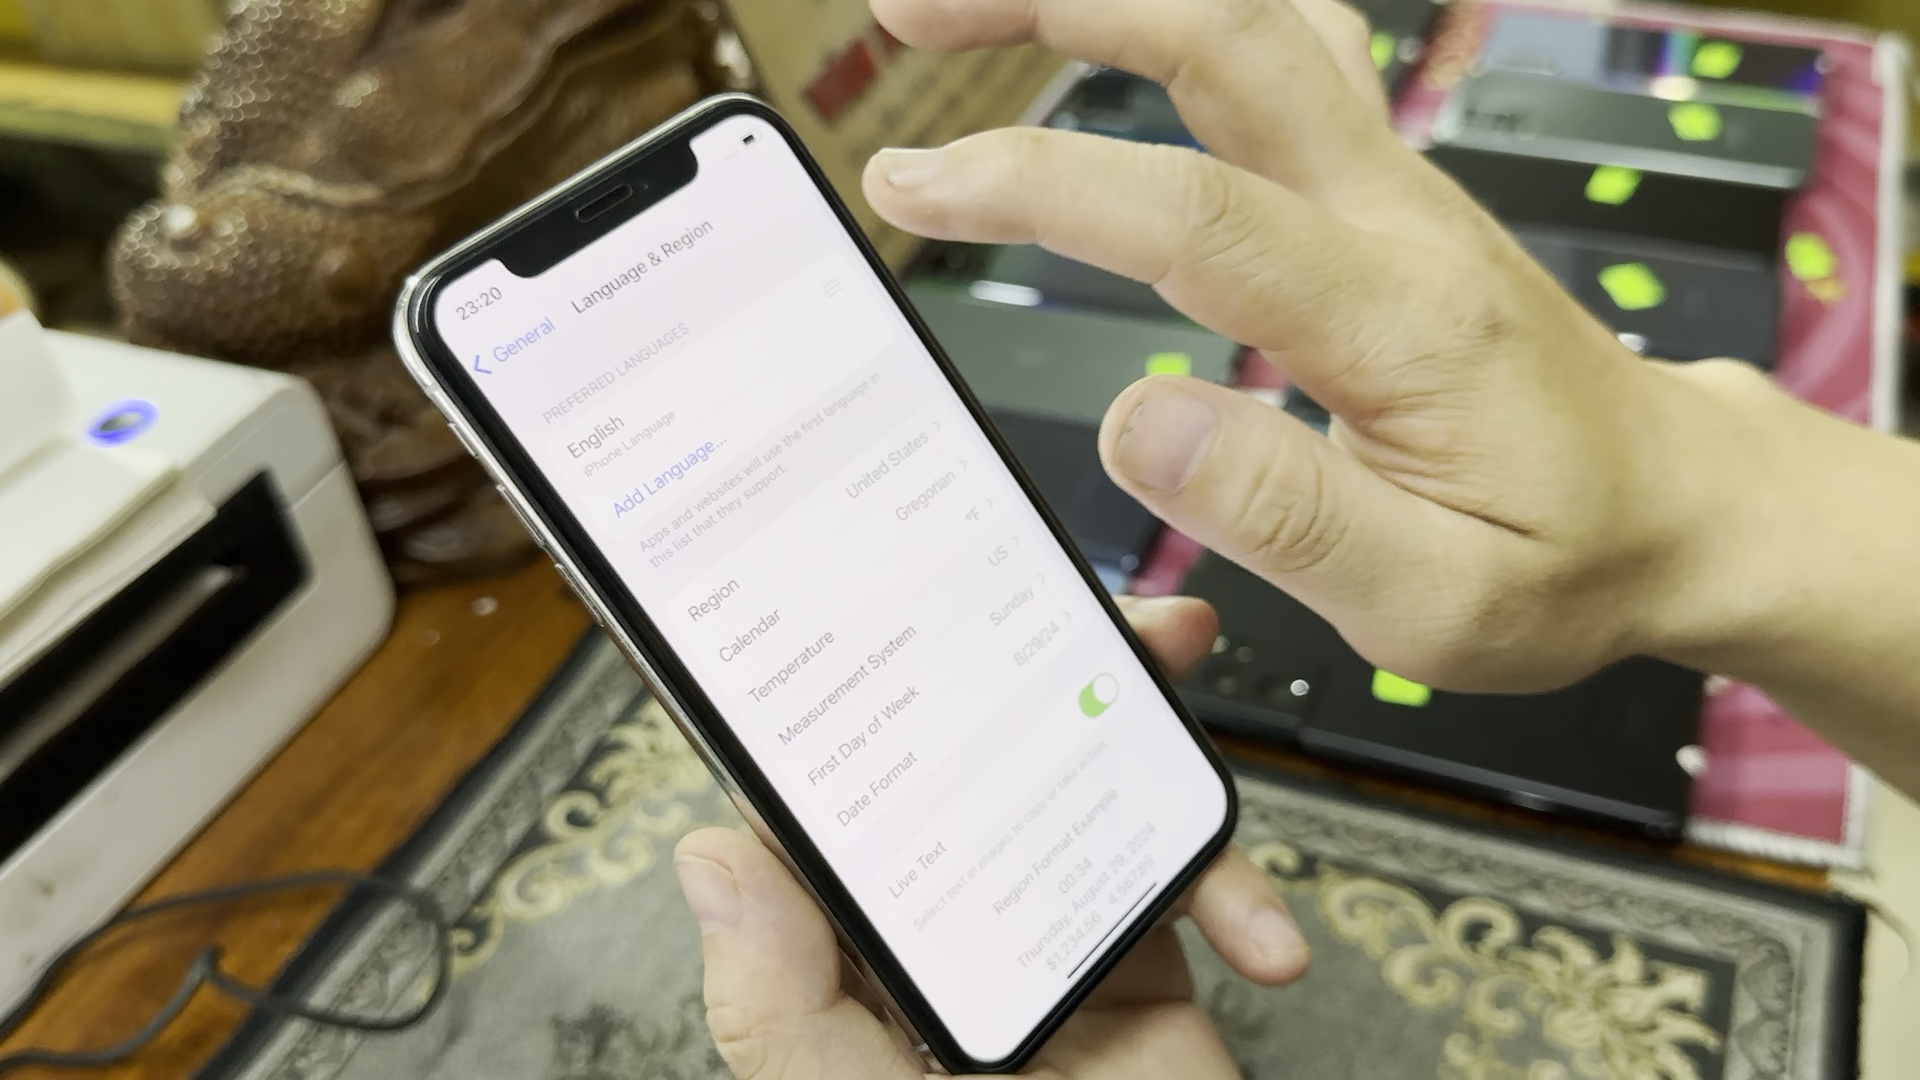 23:20
General
Language & Region
PREFERRED LANGUAGES
English
iPhone Language
Add Language...
Apps and websites will use the first language in
this list that they support.
Region United States
Calendar Gregorian
Temperature °F
Measurement System US
First Day of Week Sunday
Date Format 8/29/24
Live Text
Select text in images to copy or take action.
Region Format Example
00:34
Thursday, August 29, 2024
$1,234.56 4,567.89